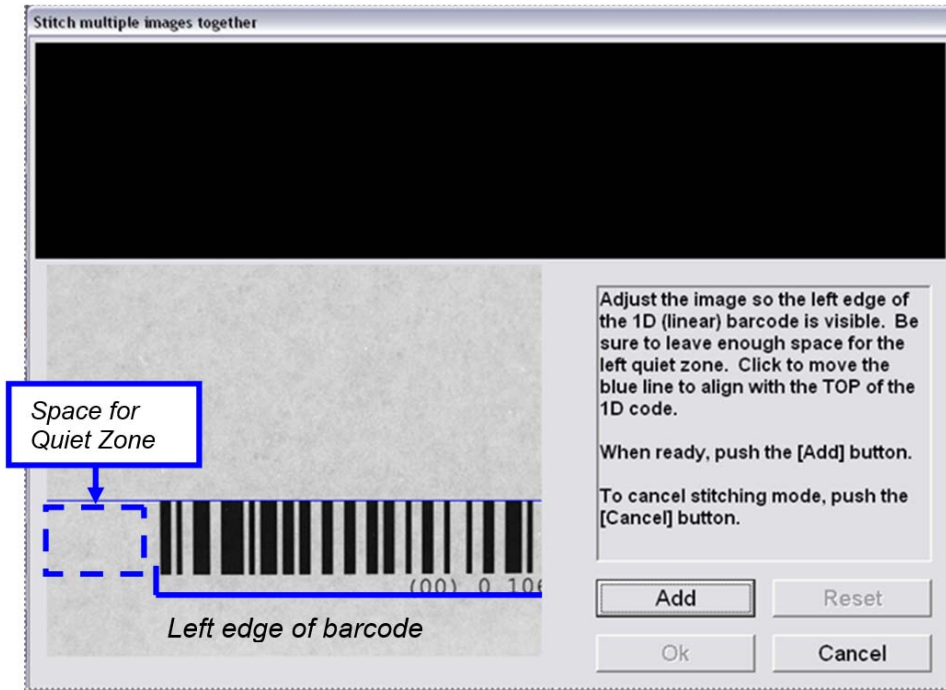 Stitch multiple images together
Adjust the image so the left edge of
the 1D (linear) barcode is visible.  Be
sure to leave enough space for the
left quiet zone.  Click to move the
blue line to align with the TOP of the
1D code.
When ready, push the [Add] button.
To cancel stitching mode, push the
[Cancel] button.
Space for
Quiet Zone
(00) 0 106
Left edge of barcode
Add
Reset
Ok
Cancel